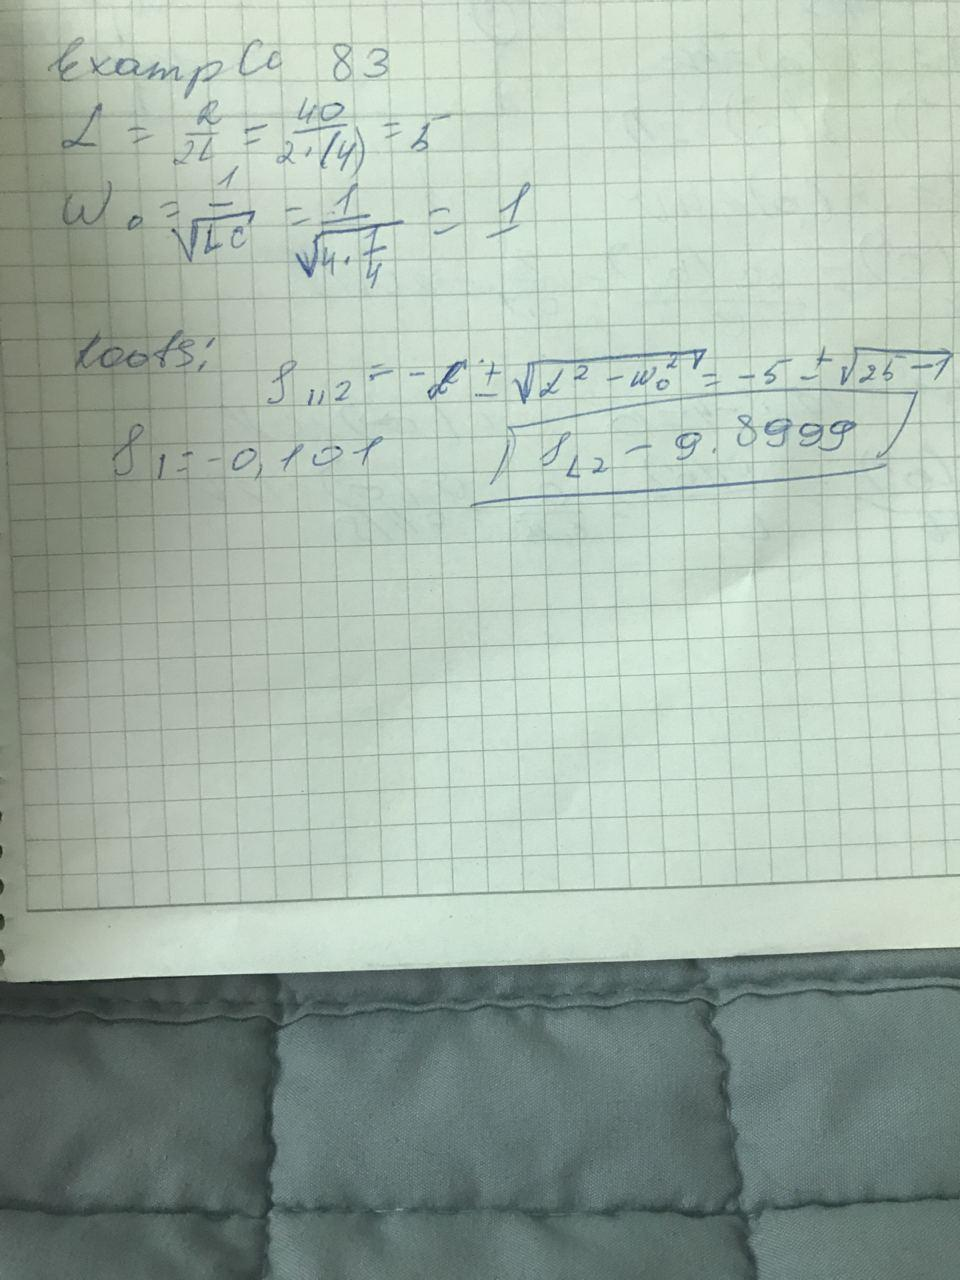 Example 83
α = R/2L = 40/2·(4) = 5
ω₀ = 1/√LC = 1/√4·1/4 = 1
roots:
S₁,₂ = -α ± √α² - ω₀² = -5 ± √25-1
S₁ = -0,101 S₂ - 9.8999